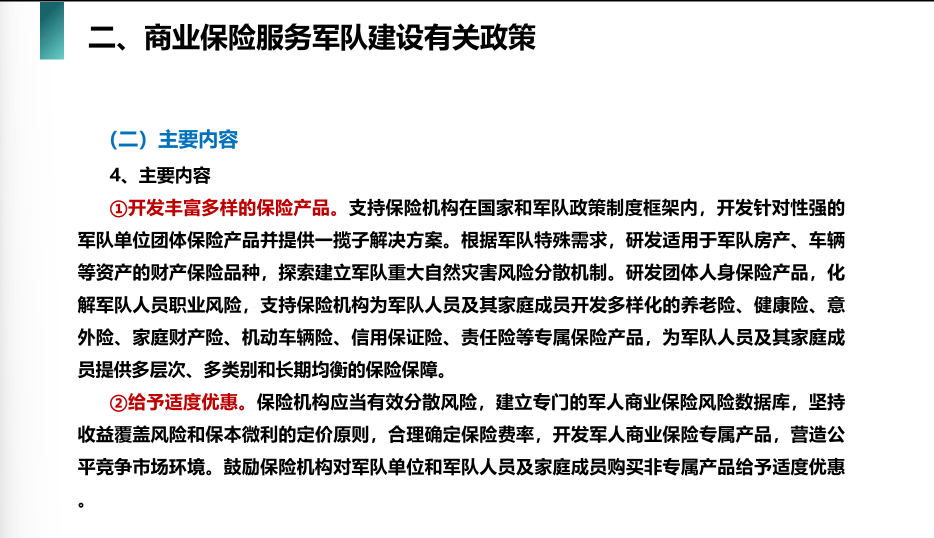 二、商业保险服务军队建设有关政策
（二）主要内容
4、主要内容
①开发丰富多样的保险产品。支持保险机构在国家和军队政策制度框架内，开发针对性强的
军队单位团体保险产品并提供一揽子解决方案。根据军队特殊需求，研发适用于军队房产、车辆
等资产的财产保险品种，探索建立军队重大自然灾害风险分散机制。研发团体人身保险产品，化
解军队人员职业风险，支持保险机构为军队人员及其家庭成员开发多样化的养老险、健康险、意
外险、家庭财产险、机动车辆险、信用保证险、责任险等专属保险产品，为军队人员及其家庭成
员提供多层次、多类别和长期均衡的保险保障。
②给予适度优惠。保险机构应当有效分散风险，建立专门的军人商业保险风险数据库，坚持
收益覆盖风险和保本微利的定价原则，合理确定保险费率，开发军人商业保险专属产品，营造公
平竞争市场环境。鼓励保险机构对军队单位和军队人员及家庭成员购买非专属产品给予适度优惠
。